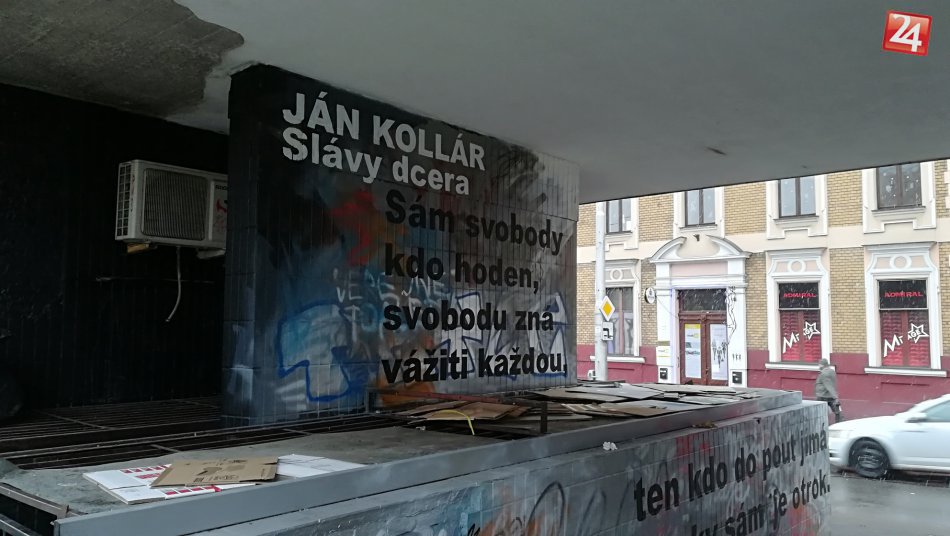 24
JÁN KOLLÁR
Slávy dcera
Sám svobody
kdo hoden,
svobodu zná
vážiti každou.
ADMIRAL
ADMIRAL
ten kdo do pout jímá
sám je otrok.